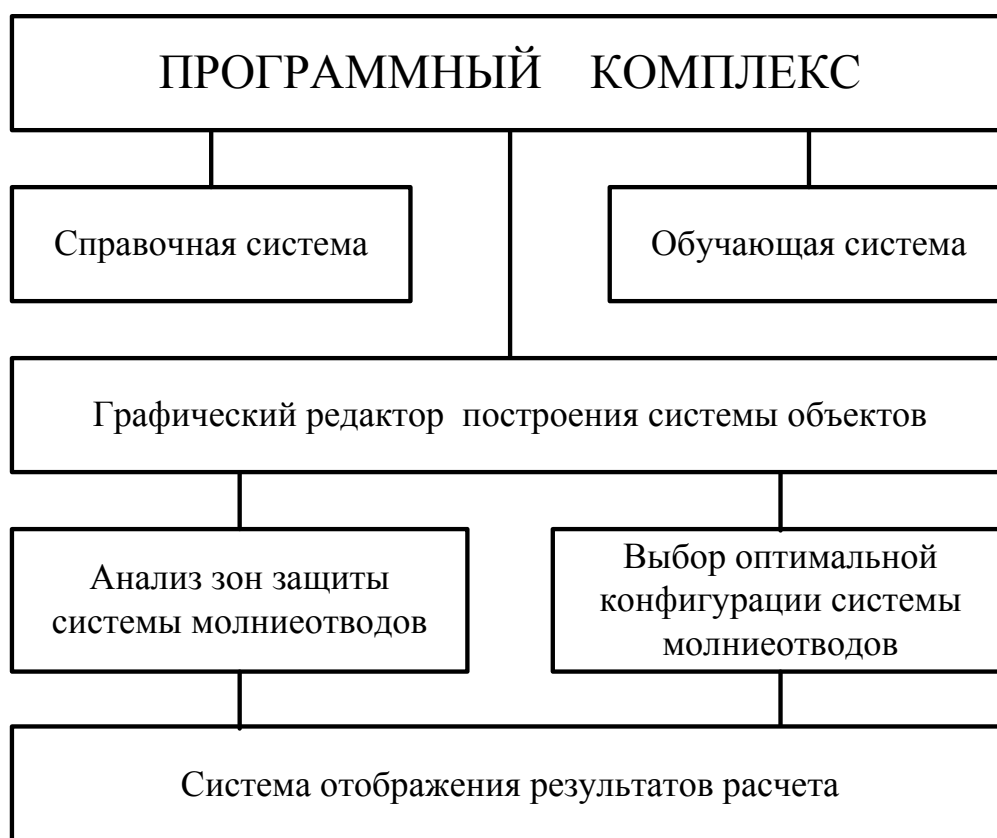 ПРОГРАММНЫЙ КОМПЛЕКС
Справочная система
Обучающая система
Графический редактор построения системы объектов
Анализ зон защиты
системы молниеотводов
Выбор оптимальной
конфигурации системы
молниеотводов
Система отображения результатов расчета